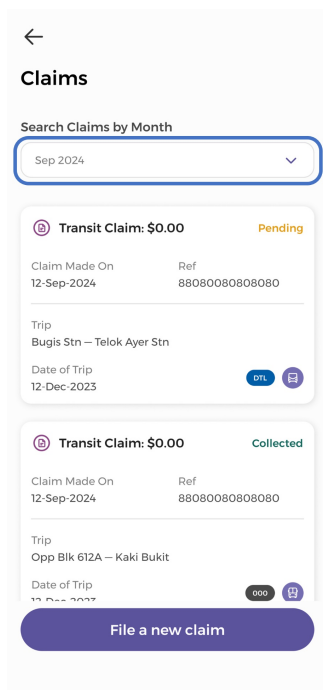 Claims
Search Claims by Month
Sep 2024
Transit Claim: $0.00 Pending
Claim Made On Ref
12-Sep-2024 88080080808080
Trip
Bugis Stn — Telok Ayer Stn
Date of Trip
12-Dec-2023 DTL
Transit Claim: $0.00 Collected
Claim Made On Ref
12-Sep-2024 88080080808080
Trip
Opp Blk 612A — Kaki Bukit
Date of Trip
000
File a new claim